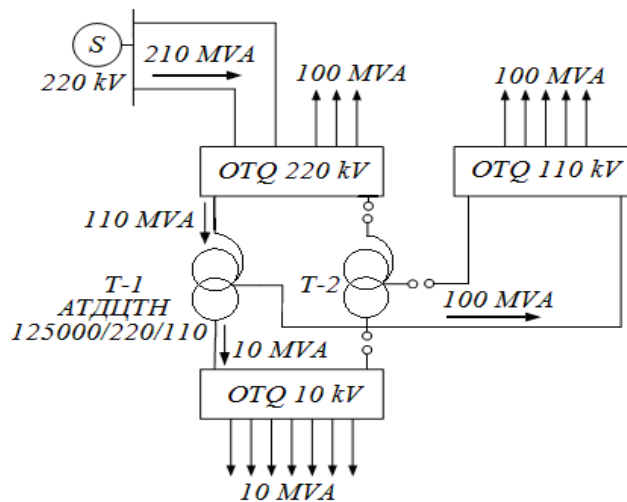 S
210 MVA
220 kV
100 MVA
100 MVA
OTQ 220 kV
OTQ 110 kV
110 MVA
T-1
АТДЦТН
125000/220/110
T-2
100 MVA
10 MVA
OTQ 10 kV
10 MVA